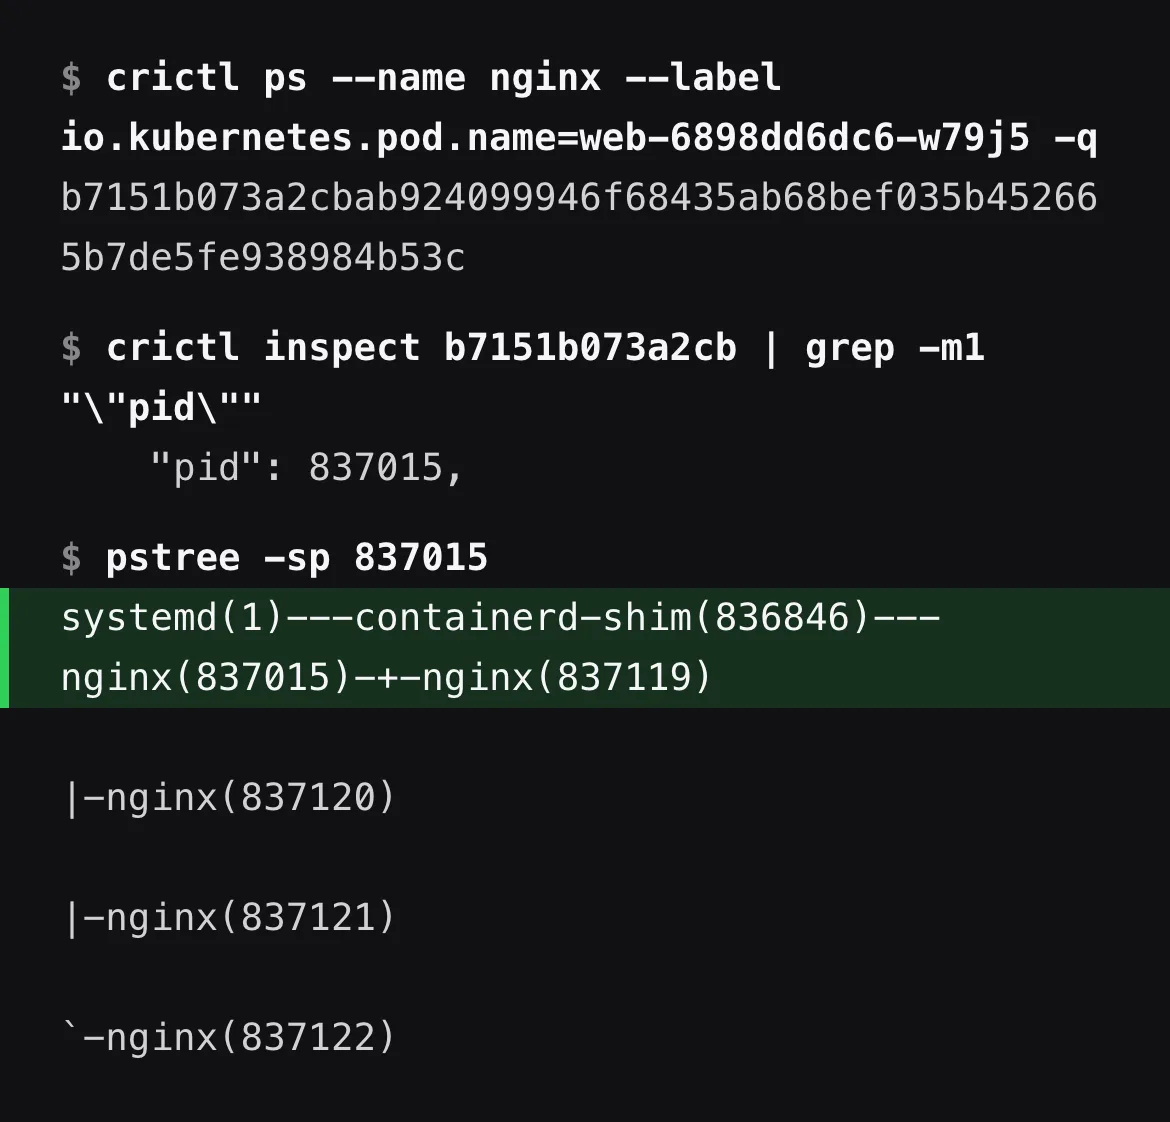 $ crictl ps --name nginx --label
io.kubernetes.pod.name=web-6898dd6dc6-w79j5 -q
b7151b073a2cbab924099946f68435ab68bef035b45266
5b7de5fe938984b53c
$ crictl inspect b7151b073a2cb | grep -m1
"\"pid\""
    "pid": 837015,
$ pstree -sp 837015
systemd(1)---containerd-shim(836846)---
nginx(837015)-+-nginx(837119)
|-nginx(837120)
|-nginx(837121)
`-nginx(837122)